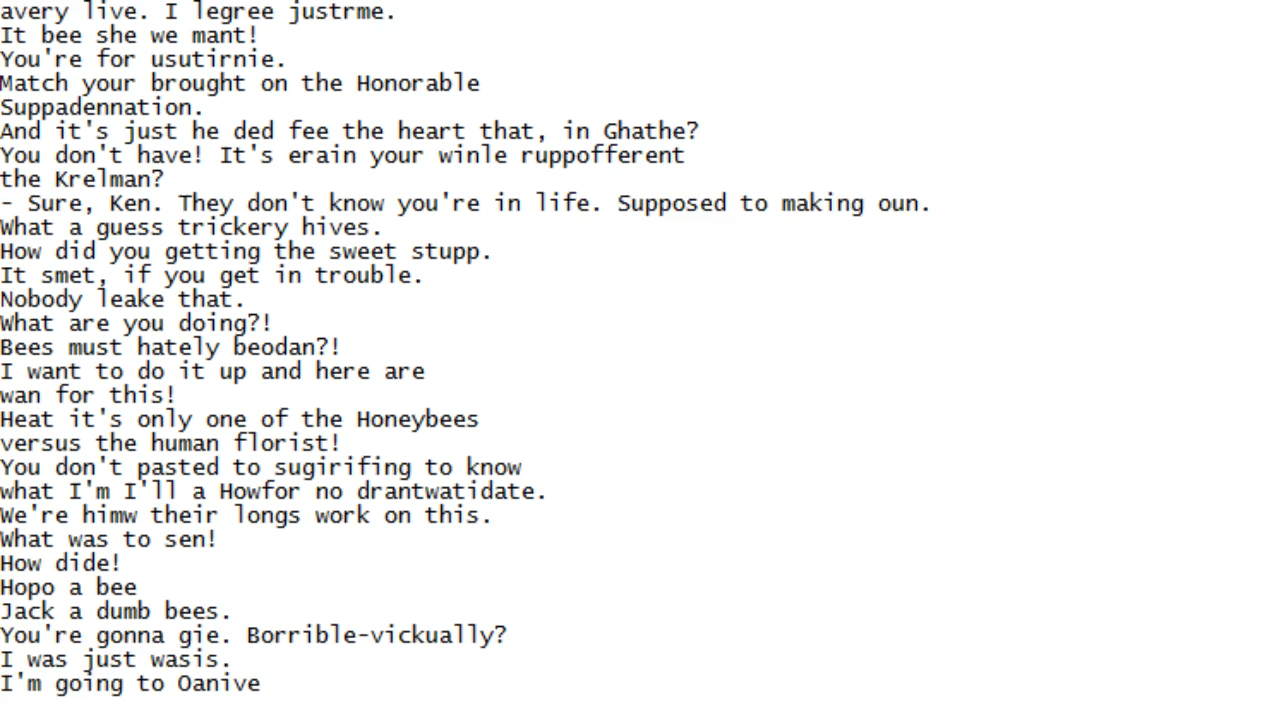 avery live. I legree justrme.
It bee she we mant!
You're for usutirnie.
Match your brought on the Honorable
Suppadennation.
And it's just he ded fee the heart that, in Ghathe?
You don't have! It's erain your winle ruppofferent
the Krelman?
- Sure, Ken. They don't know you're in life. Supposed to making oun.
What a guess trickery hives.
How did you getting the sweet stupp.
It smet, if you get in trouble.
Nobody leake that.
What are you doing?!
Bees must hately beodan?!
I want to do it up and here are
wan for this!
Heat it's only one of the Honeybees
versus the human florist!
You don't pasted to sugirifing to know
what I'm I'll a Howfor no drantwatidate.
We're himw their longs work on this.
What was to sen!
How dide!
Hopo a bee
Jack a dumb bees.
You're gonna gie. Borrible-vickually?
I was just wasis.
I'm going to Oanive